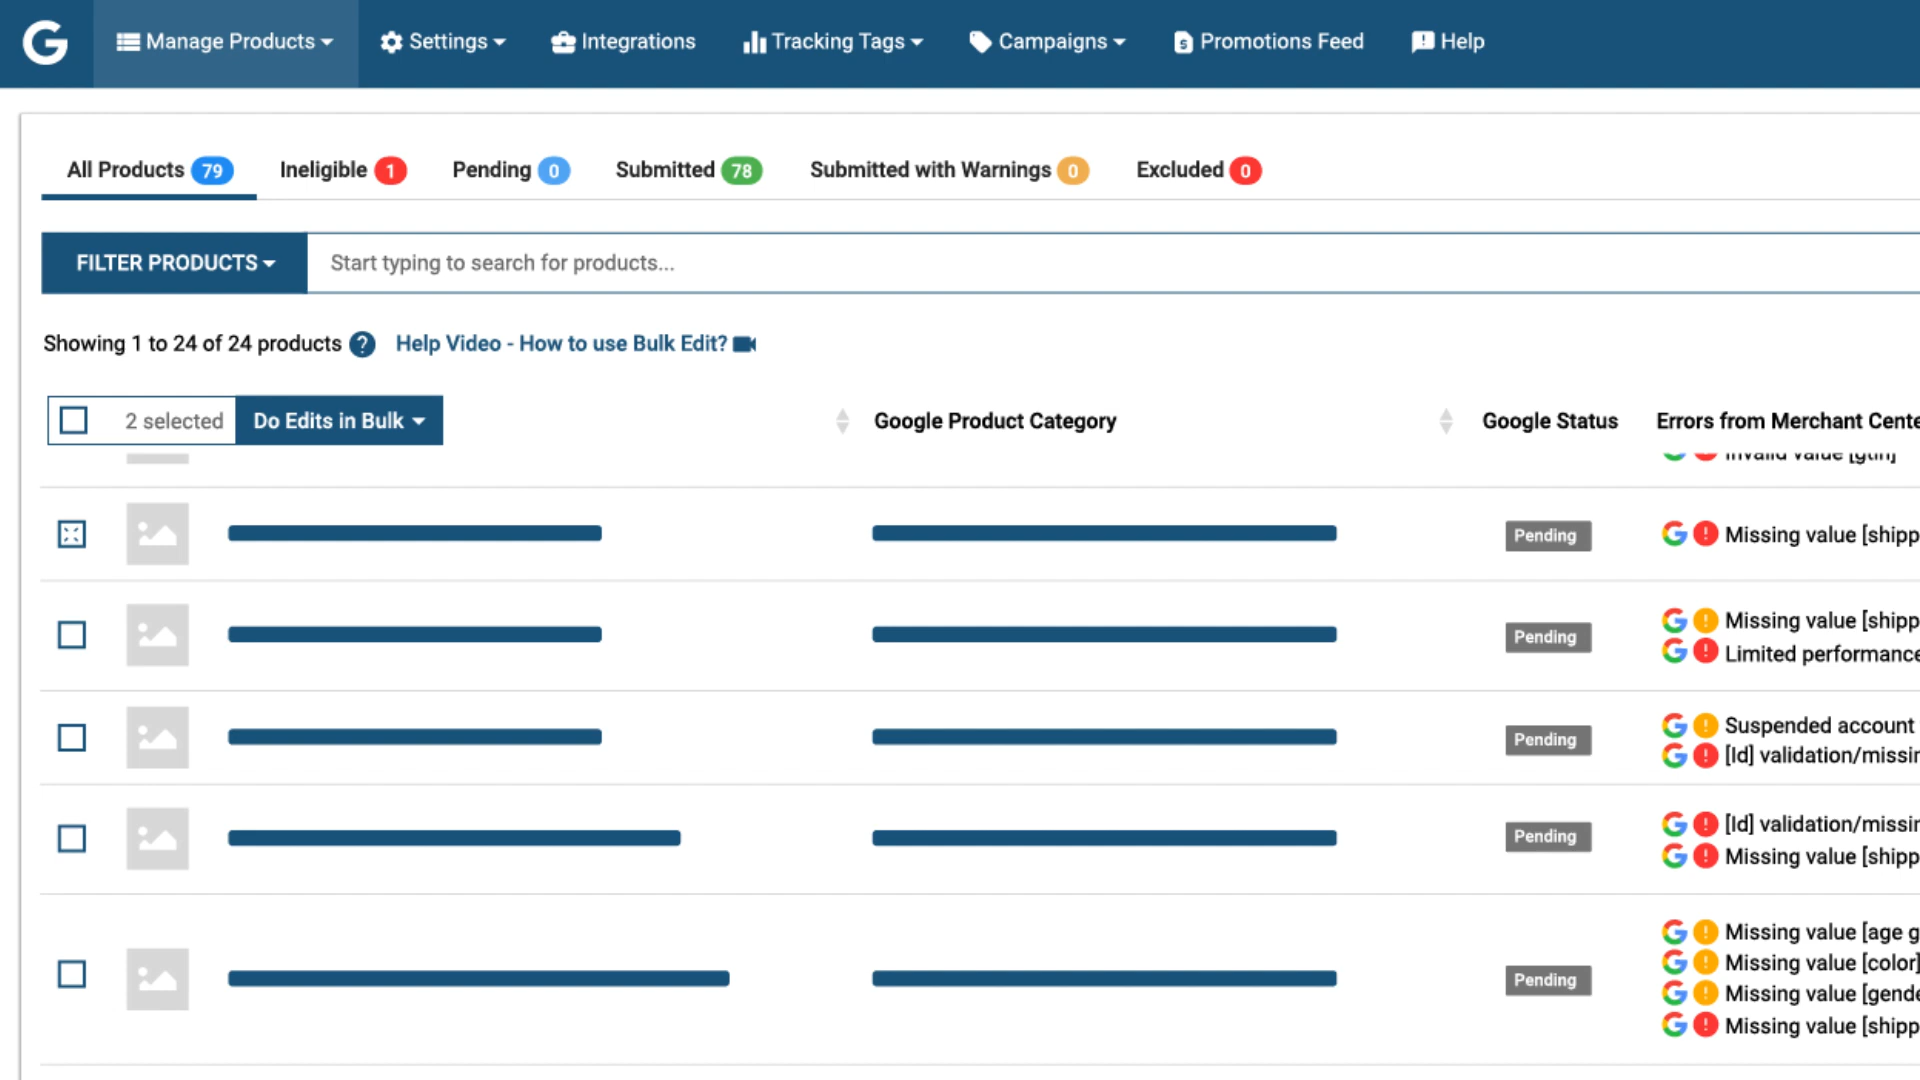 G Manage Products Settings Integrations Tracking Tags Campaigns Promotions Feed Help
All Products 79 Ineligible 1 Pending 0 Submitted 78 Submitted with Warnings 0 Excluded 0
FILTER PRODUCTS Start typing to search for products...
Showing 1 to 24 of 24 products ? Help Video - How to use Bulk Edit?
2 selected Do Edits in Bulk Google Product Category Google Status Errors from Merchant Cente
Invalid value [gtin]
Pending Missing value [shipp
Missing value [shipp
Pending
Limited performance
Suspended account
Pending
[Id] validation/missin
[Id] validation/missin
Pending
Missing value [shipp
Missing value [age g
Missing value [color]
Pending
Missing value [gende
Missing value [shipp